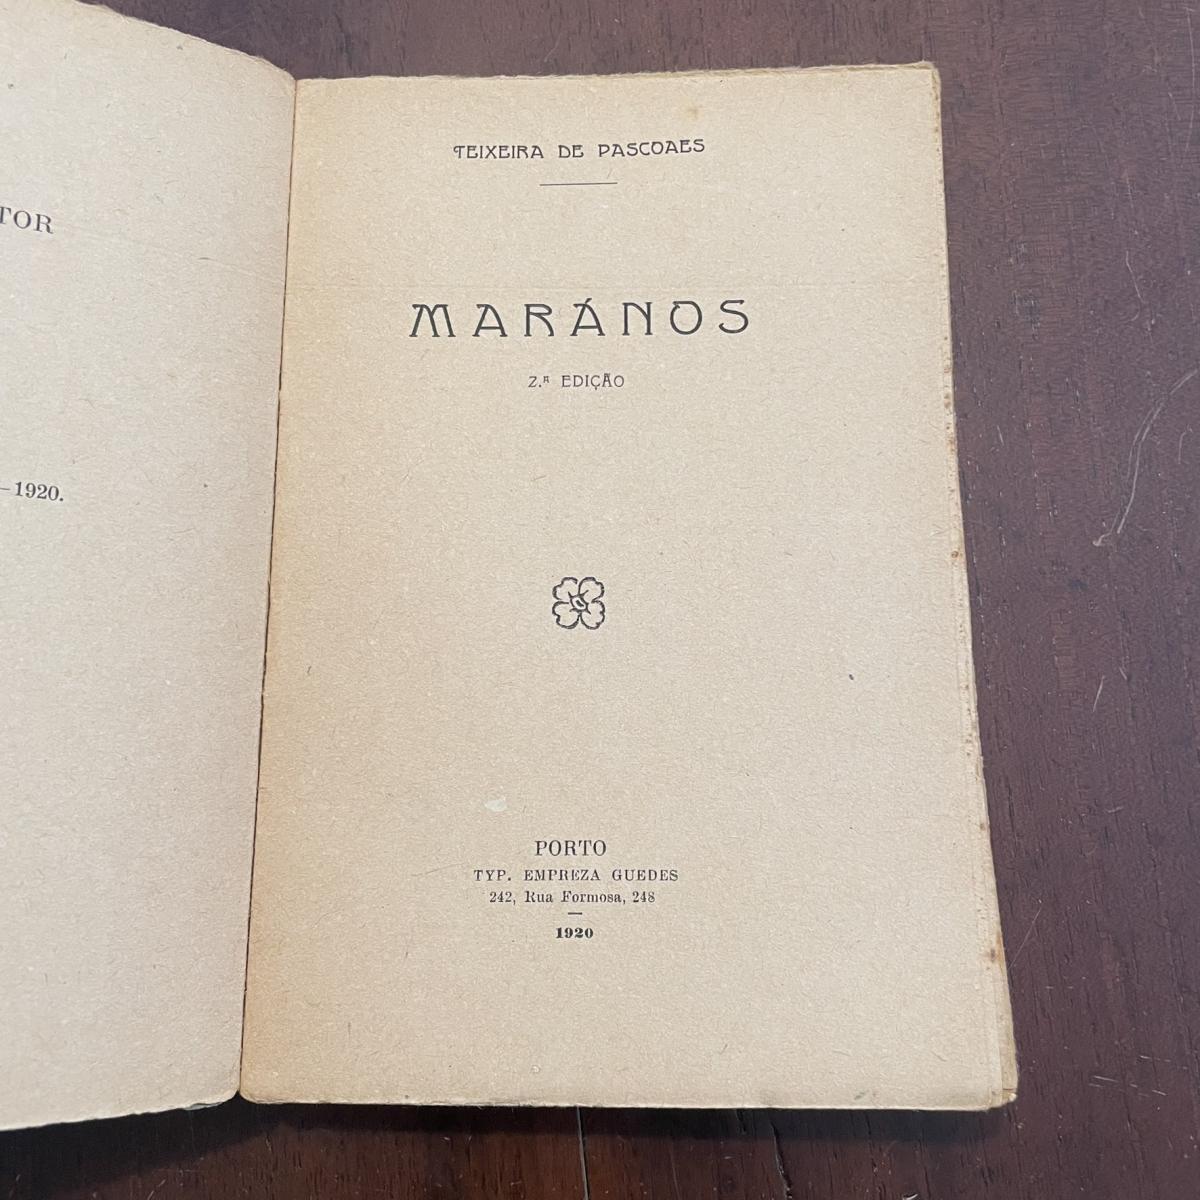 TOR
–1920.
TEIXEIRA DE PASCOAES
MARÁNOS
2.ª EDIÇÃO
PORTO
TYP. EMPREZA GUEDES
242, Rua Formosa, 248
1920